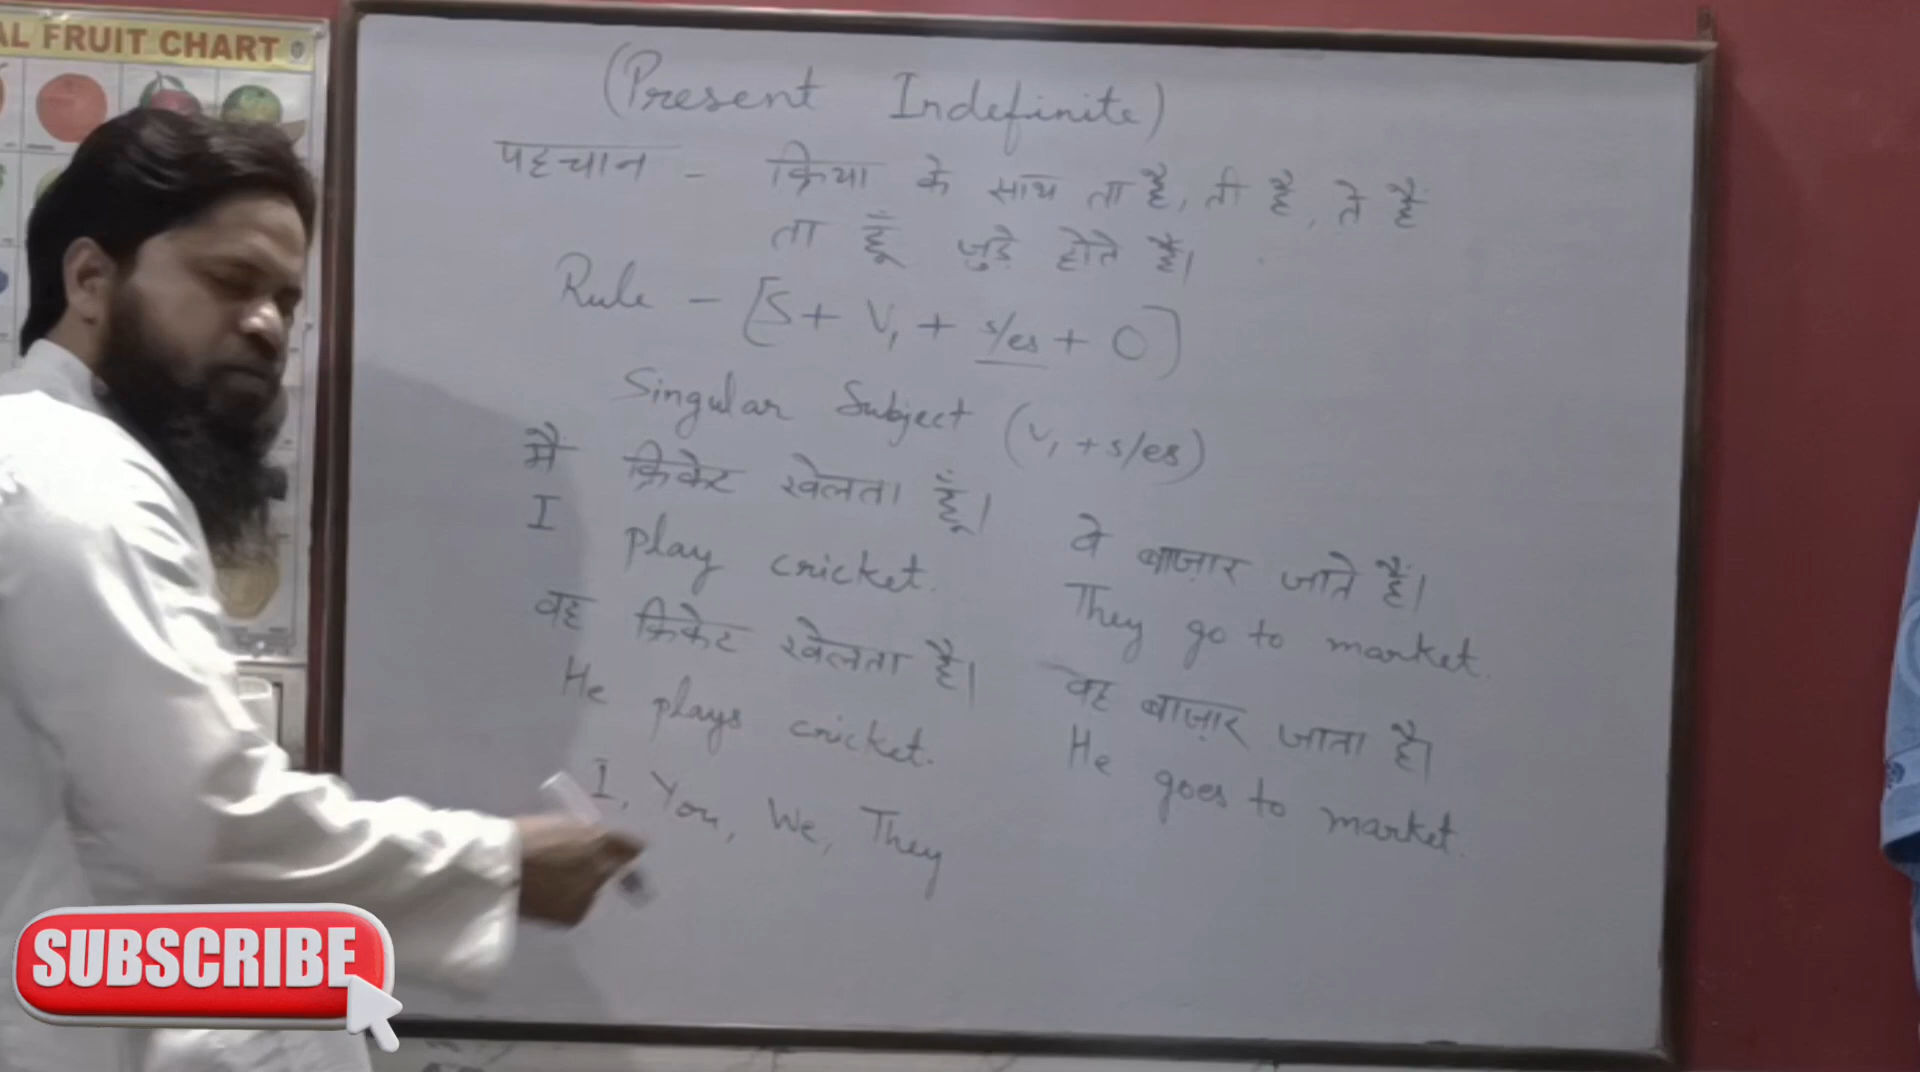 AL FRUIT CHART
(Present Indefinite)
पहचान - क्रिया के साथ ता है, ती है, ते हैं
ता हूँ जुड़े होते हैं।
Rule - [S + V₁ + s/es + O]
Singular Subject (V₁ + s/es)
मैं क्रिकेट खेलता हूँ।
I play cricket.
वह क्रिकेट खेलता है।
He plays cricket.
I, You, We, They
वे बाज़ार जाते हैं।
They go to market.
वह बाज़ार जाता है।
He goes to market.
SUBSCRIBE